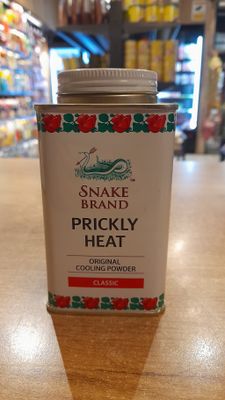 SNAKE
BRAND
PRICKLY
HEAT
ORIGINAL
COOLING POWDER
CLASSIC